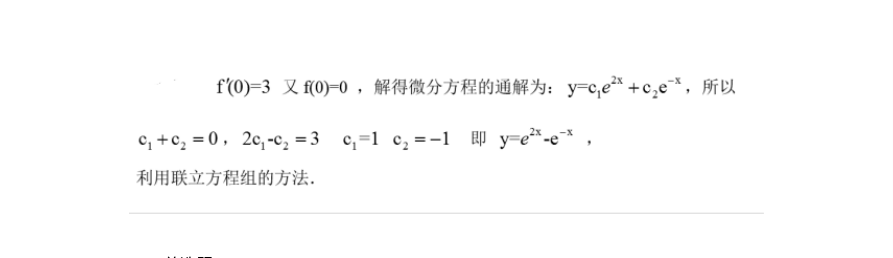 f'(0)=3 又 f(0)=0 ，解得微分方程的通解为：y=c₁e²ˣ+c₂e⁻ˣ，所以
c₁+c₂=0，2c₁-c₂=3 c₁=1 c₂=−1 即 y=e²ˣ-e⁻ˣ ，
利用联立方程组的方法.